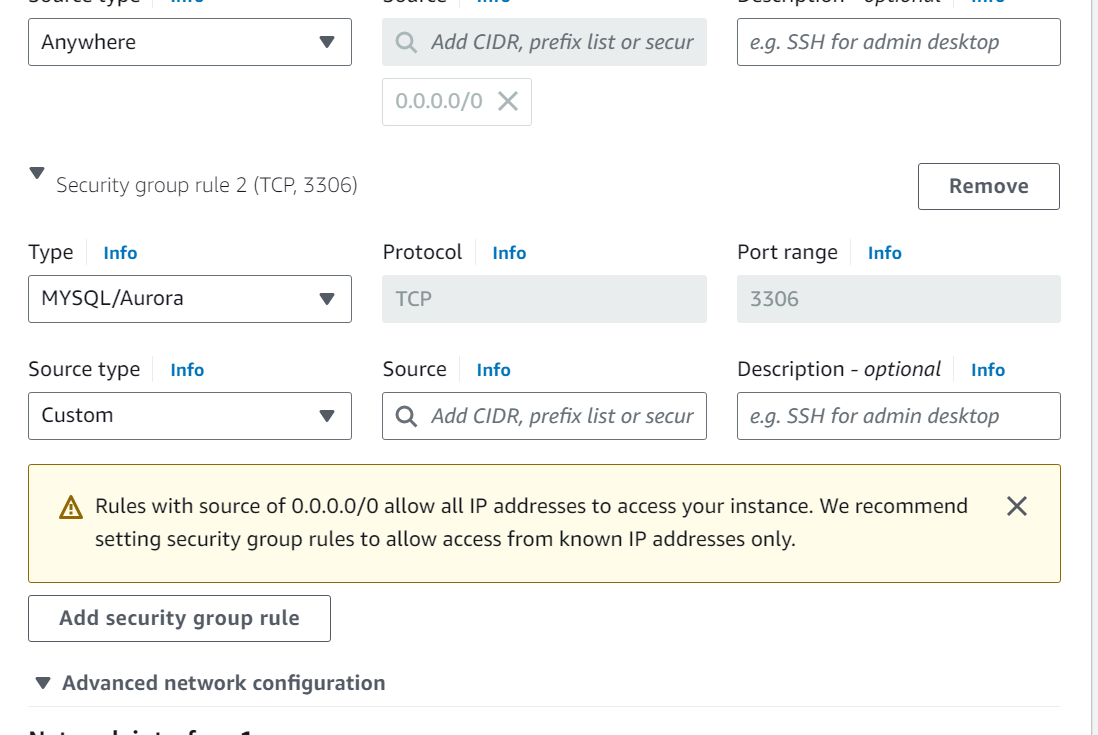 Source type Info Source Info Description - optional Info
Anywhere Add CIDR, prefix list or secur e.g. SSH for admin desktop
0.0.0.0/0
Security group rule 2 (TCP, 3306) Remove
Type Info Protocol Info Port range Info
MYSQL/Aurora TCP 3306
Source type Info Source Info Description - optional Info
Custom Add CIDR, prefix list or secur e.g. SSH for admin desktop
Rules with source of 0.0.0.0/0 allow all IP addresses to access your instance. We recommend
setting security group rules to allow access from known IP addresses only.
Add security group rule
Advanced network configuration
Network interface 1